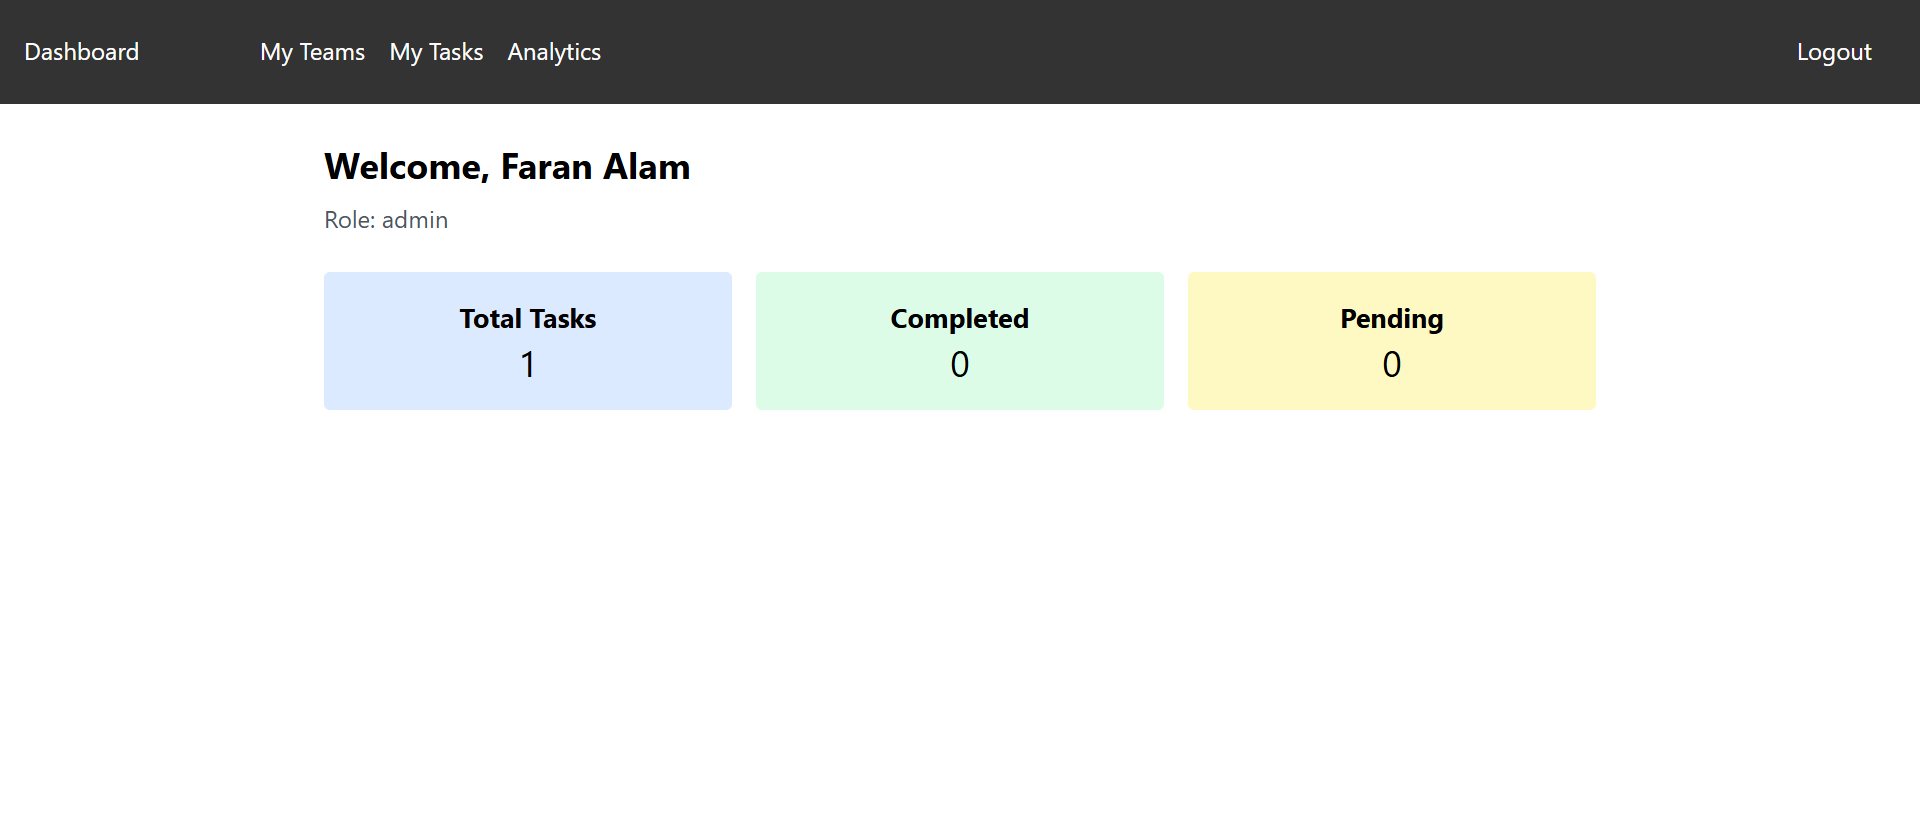 Dashboard My Teams My Tasks Analytics Logout
Welcome, Faran Alam
Role: admin
Total Tasks Completed Pending
1 0 0